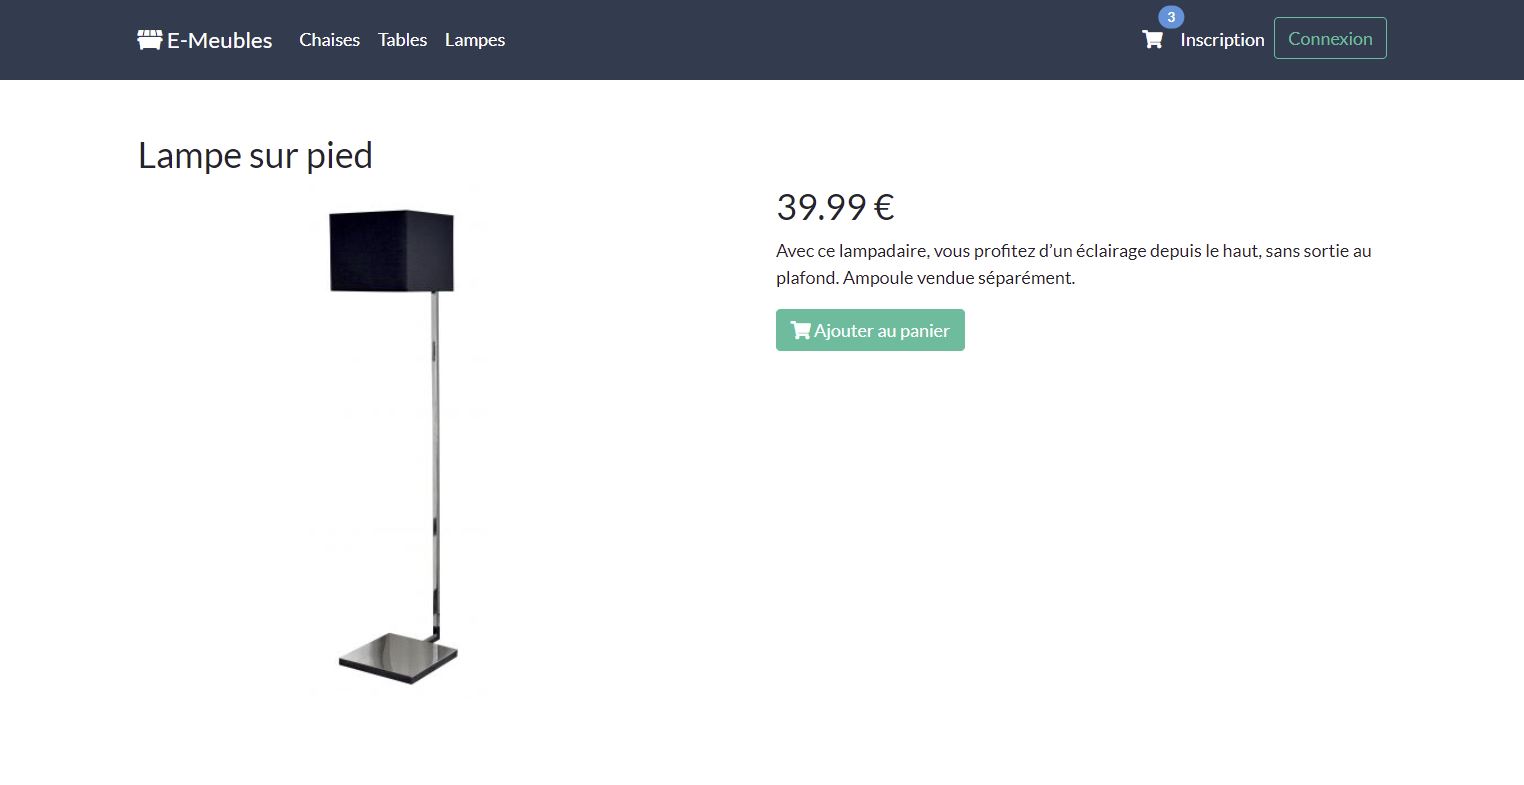 3
E-Meubles Chaises Tables Lampes Inscription Connexion
Lampe sur pied
39.99 €
Avec ce lampadaire, vous profitez d’un éclairage depuis le haut, sans sortie au
plafond. Ampoule vendue séparément.
Ajouter au panier